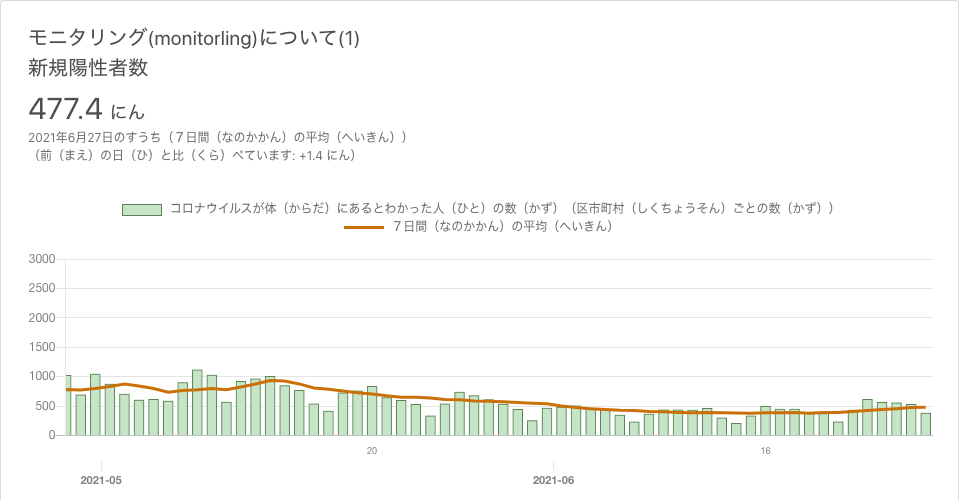 モニタリング(monitorling)について(1)
新規陽性者数
477.4 にん
2021年6月27日のすうち（７日間（なのかかん）の平均（へいきん））
（前（まえ）の日（ひ）と比（くら）べています: +1.4 にん）
コロナウイルスが体（からだ）にあるとわかった人（ひと）の数（かず）（区市町村（しくちょうそん）ごとの数（かず））
７日間（なのかかん）の平均（へいきん）
3000
2500
2000
1500
1000
500
0
20 16
2021-05 2021-06